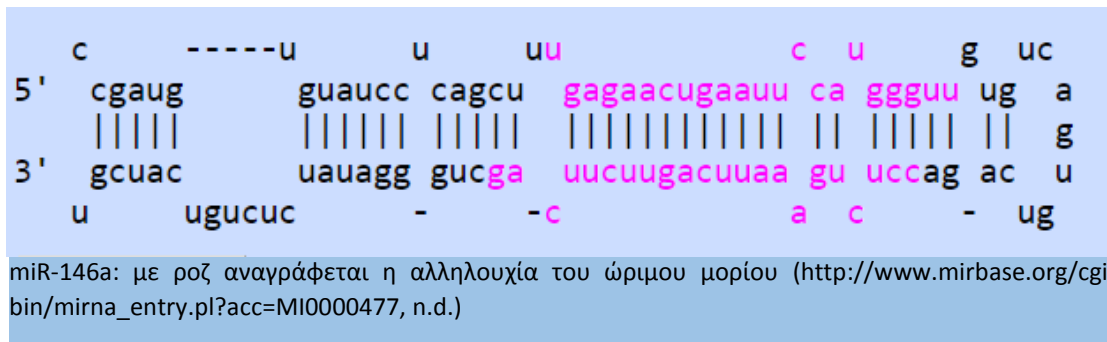 c -----u u uu c u g uc
5' cgaug guaucc cagcu gagaacugaauu ca ggguu ug a
||||| |||||| ||||| |||||||||||| || ||||| || g
3' gcuac uauagg gucga uucuugacuuaa gu uccag ac u
u ugucuc - -c a c - ug
miR-146a: με ροζ αναγράφεται η αλληλουχία του ώριμου μορίου (http://www.mirbase.org/cgi
bin/mirna_entry.pl?acc=MI0000477, n.d.)